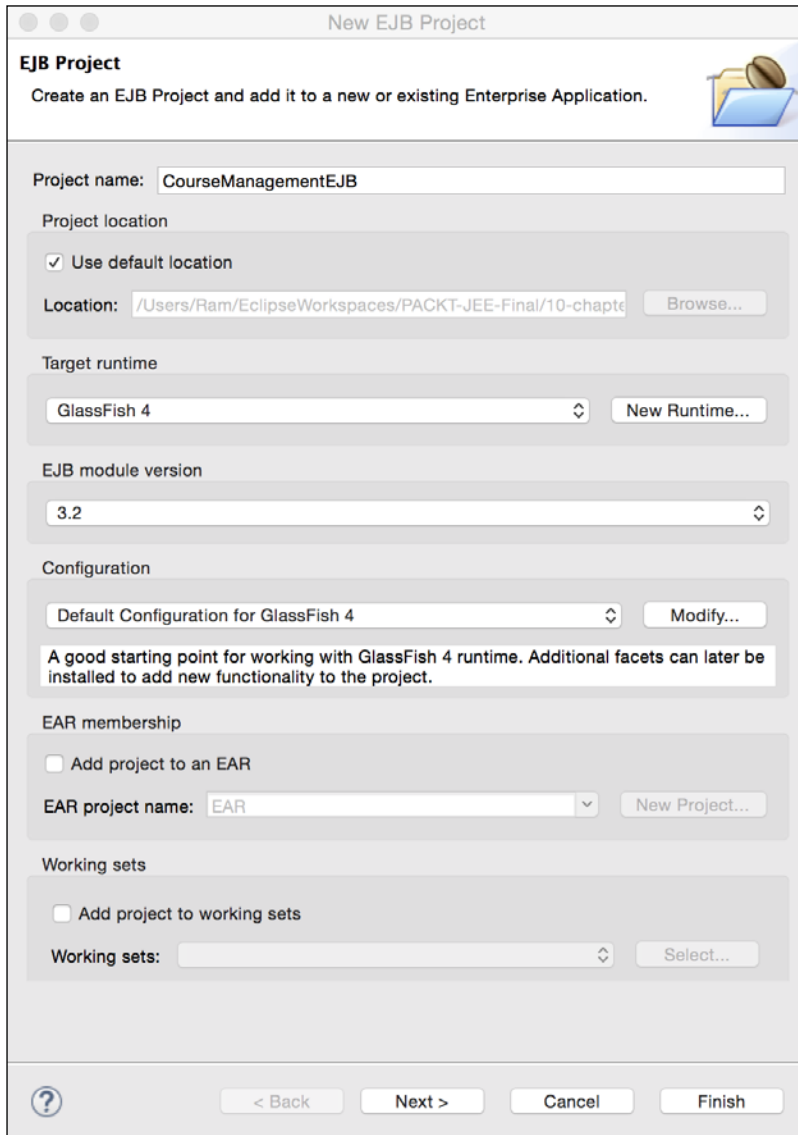 New EJB Project
EJB Project
Create an EJB Project and add it to a new or existing Enterprise Application.
Project name: CourseManagementEJB
Project location
Use default location
Location: /Users/Ram/EclipseWorkspaces/PACKT-JEE-Final/10-chapte Browse...
Target runtime
GlassFish 4 New Runtime...
EJB module version
3.2
Configuration
Default Configuration for GlassFish 4 Modify...
A good starting point for working with GlassFish 4 runtime. Additional facets can later be
installed to add new functionality to the project.
EAR membership
Add project to an EAR
EAR project name: EAR New Project...
Working sets
Add project to working sets
Working sets: Select...
? < Back Next > Cancel Finish